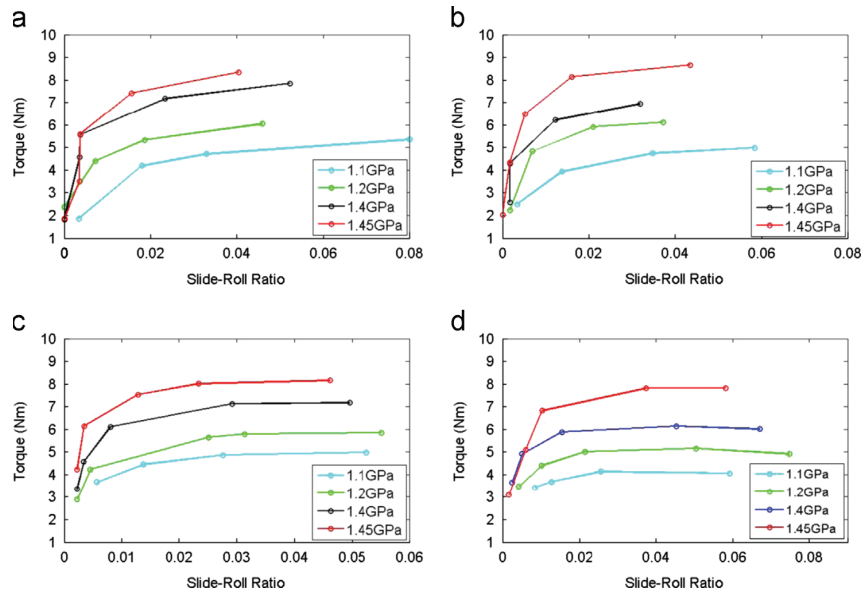 a
10
9
8
7
6
5
4
3
2
1
Torque (Nm)
0
0.02
0.04
0.06
0.08
Slide-Roll Ratio
1.1GPa
1.2GPa
1.4GPa
1.45GPa
b
10
9
8
7
6
5
4
3
2
1
Torque (Nm)
0
0.02
0.04
0.06
0.08
Slide-Roll Ratio
1.1GPa
1.2GPa
1.4GPa
1.45GPa
c
10
9
8
7
6
5
4
3
2
1
Torque (Nm)
0
0.01
0.02
0.03
0.04
0.05
0.06
Slide-Roll Ratio
1.1GPa
1.2GPa
1.4GPa
1.45GPa
d
10
9
8
7
6
5
4
3
2
1
Torque (Nm)
0
0.02
0.04
0.06
0.08
Slide-Roll Ratio
1.1GPa
1.2GPa
1.4GPa
1.45GPa